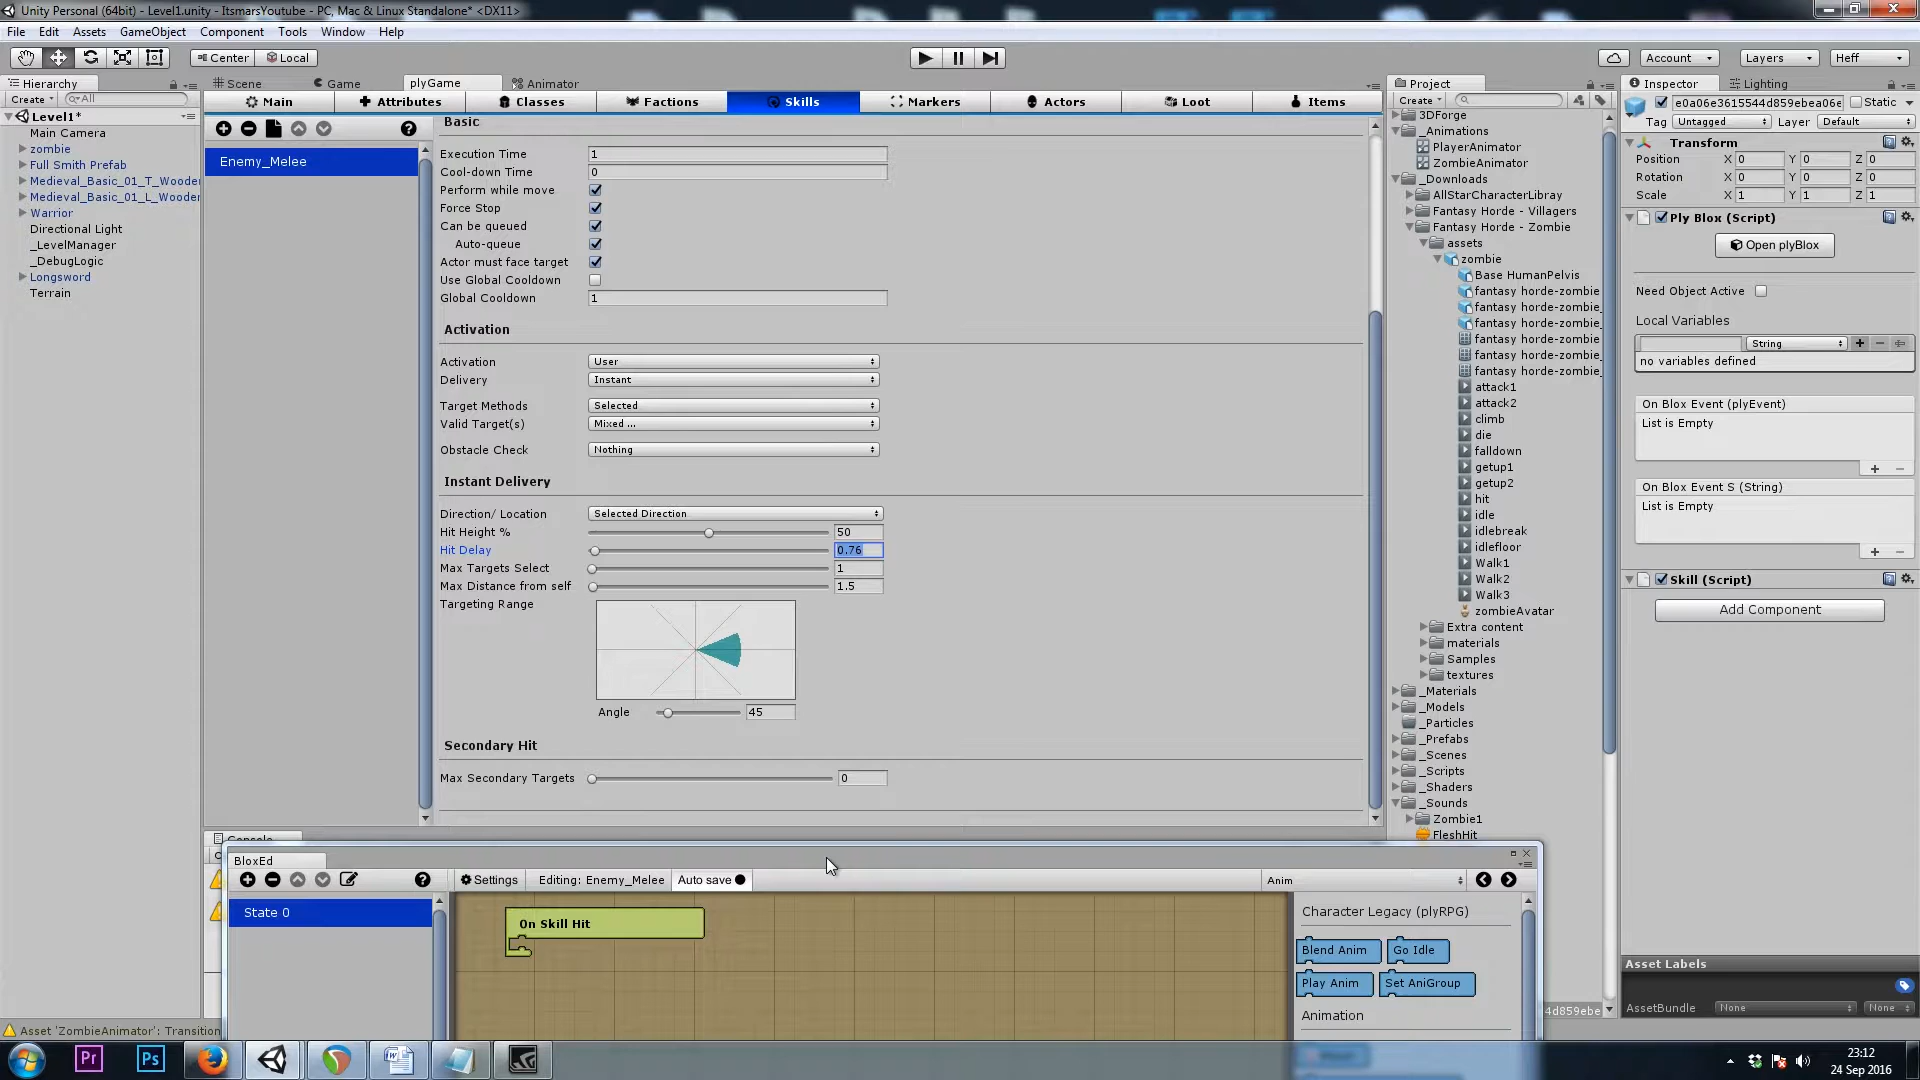 Unity Personal (64bit) - Level1.unity - ItsmarsYoutube - PC, Mac & Linux Standalone* <DX11>
File Edit Assets GameObject Component Tools Window Help
Center Local
Account Layers Heff
Hierarchy
Create All
Level1*
Main Camera
zombie
Full Smith Prefab
Medieval_Basic_01_T_Wooder
Medieval_Basic_01_L_Wooder
Warrior
Directional Light
_LevelManager
_DebugLogic
Longsword
Terrain
Scene Game plyGame Animator
Main Attributes Classes Factions Skills Markers Actors Loot Items
Enemy_Melee
Basic
Execution Time 1
Cool-down Time 0
Perform while move
Force Stop
Can be queued
Auto-queue
Actor must face target
Use Global Cooldown
Global Cooldown 1
Activation
Activation User
Delivery Instant
Target Methods Selected
Valid Target(s) Mixed ...
Obstacle Check Nothing
Instant Delivery
Direction/ Location Selected Direction
Hit Height % 50
Hit Delay 0.76
Max Targets Select 1
Max Distance from self 1.5
Targeting Range
Angle 45
Secondary Hit
Max Secondary Targets 0
Project
Create
3DForge
_Animations
PlayerAnimator
ZombieAnimator
_Downloads
AllStarCharacterLibray
Fantasy Horde - Villagers
Fantasy Horde - Zombie
assets
zombie
Base HumanPelvis
fantasy horde-zombie
fantasy horde-zombie_
fantasy horde-zombie_
fantasy horde-zombie
fantasy horde-zombie_
fantasy horde-zombie_
attack1
attack2
climb
die
falldown
getup1
getup2
hit
idle
idlebreak
idlefloor
Walk1
Walk2
Walk3
zombieAvatar
Extra content
materials
Samples
textures
_Materials
_Models
_Particles
_Prefabs
_Scenes
_Scripts
_Shaders
_Sounds
Zombie1
FleshHit
4d859ebe
Inspector Lighting
e0a06e3615544d859ebea06e Static
Tag Untagged Layer Default
Transform
Position X 0 Y 0 Z 0
Rotation X 0 Y 0 Z 0
Scale X 1 Y 1 Z 1
Ply Blox (Script)
Open plyBlox
Need Object Active
Local Variables
String
no variables defined
On Blox Event (plyEvent)
List is Empty
On Blox Event S (String)
List is Empty
Skill (Script)
Add Component
Asset Labels
AssetBundle None None
Console
BloxEd
Settings Editing: Enemy_Melee Auto save Anim
State 0
On Skill Hit
Character Legacy (plyRPG)
Blend Anim Go Idle
Play Anim Set AniGroup
Animation
Asset 'ZombieAnimator': Transition
Pr Ps
23:12
24 Sep 2016